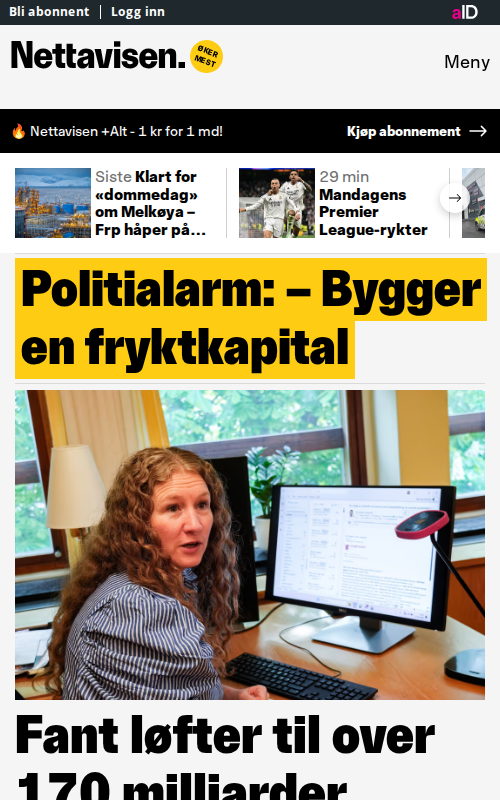 Bli abonnent
Logg inn
aID
Nettavisen.
ØKER
MEST
Meny
🔥 Nettavisen +Alt - 1 kr for 1 md!
Kjøp abonnement
Siste Klart for
«dommedag»
om Melkøya –
Frp håper på...
29 min
Mandagens
Premier
League-rykter
Politialarm: – Bygger
en fryktkapital
Fant løfter til over
170 milliarder